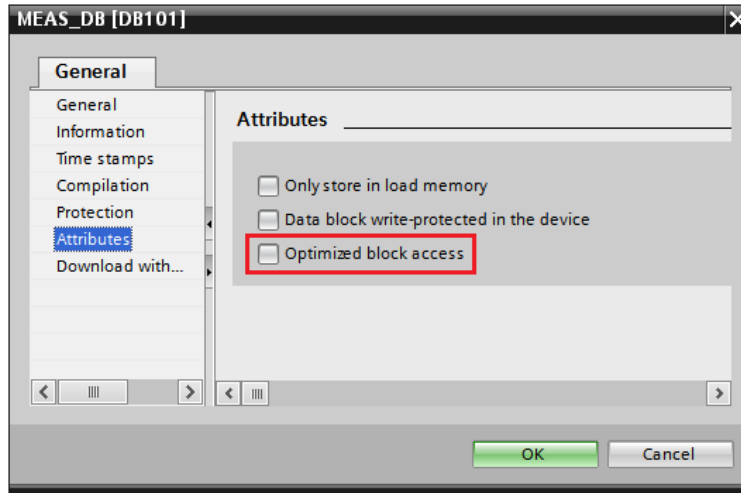 MEAS_DB [DB101]
General
General
Information
Time stamps
Compilation
Protection
Attributes
Download with...
Attributes
Only store in load memory
Data block write-protected in the device
Optimized block access
OK
Cancel